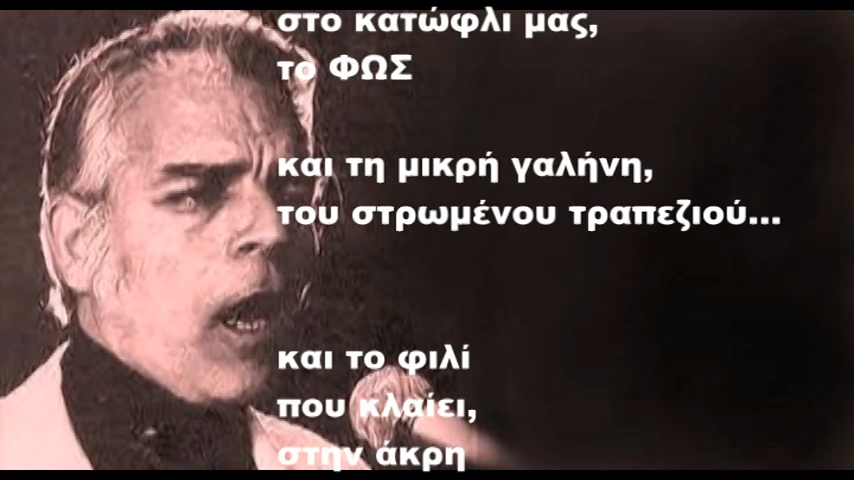 στο κατώφλι μας,
το ΦΩΣ
και τη μικρή γαλήνη,
του στρωμένου τραπεζιού...
και το φιλί
που κλαίει,
στην άκρη